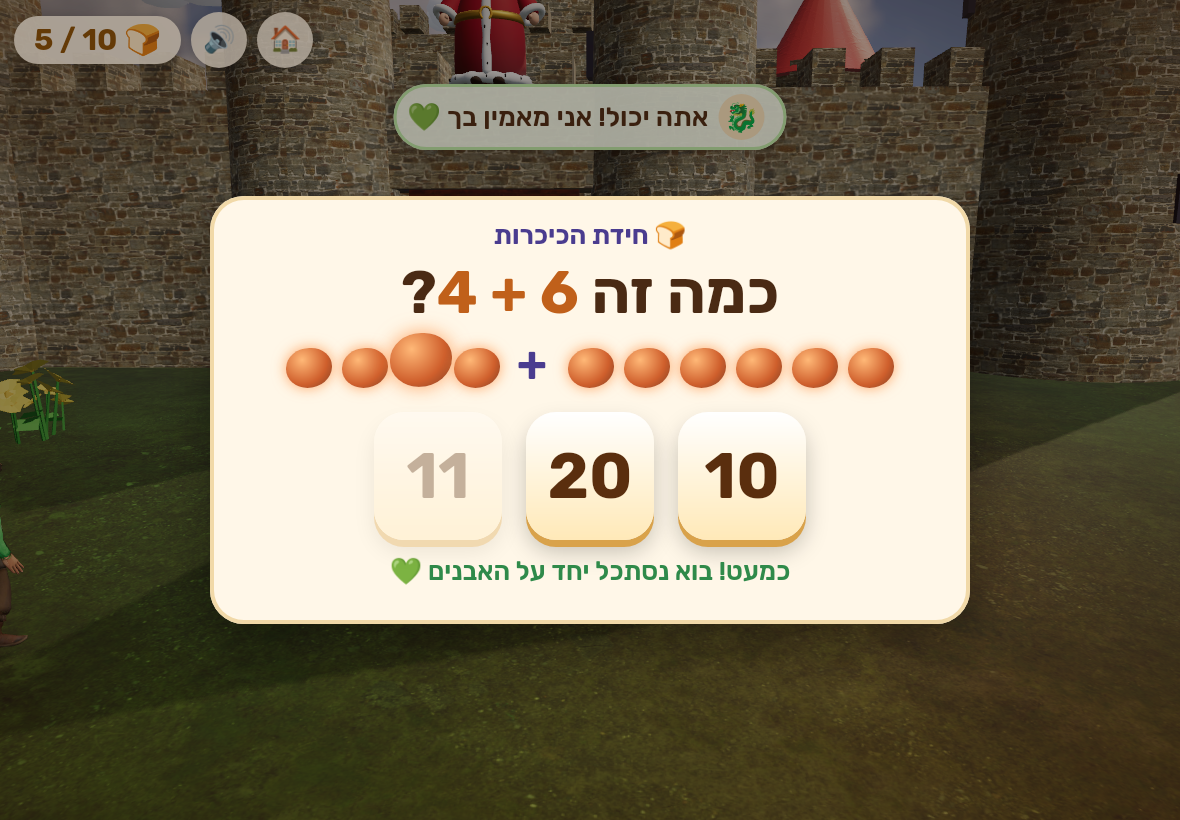 5 / 10
אתה יכול! אני מאמין בך
חידת הכיכרות
כמה זה 6 + 4?
+
11 20 10
כמעט! בוא נסתכל יחד על האבנים